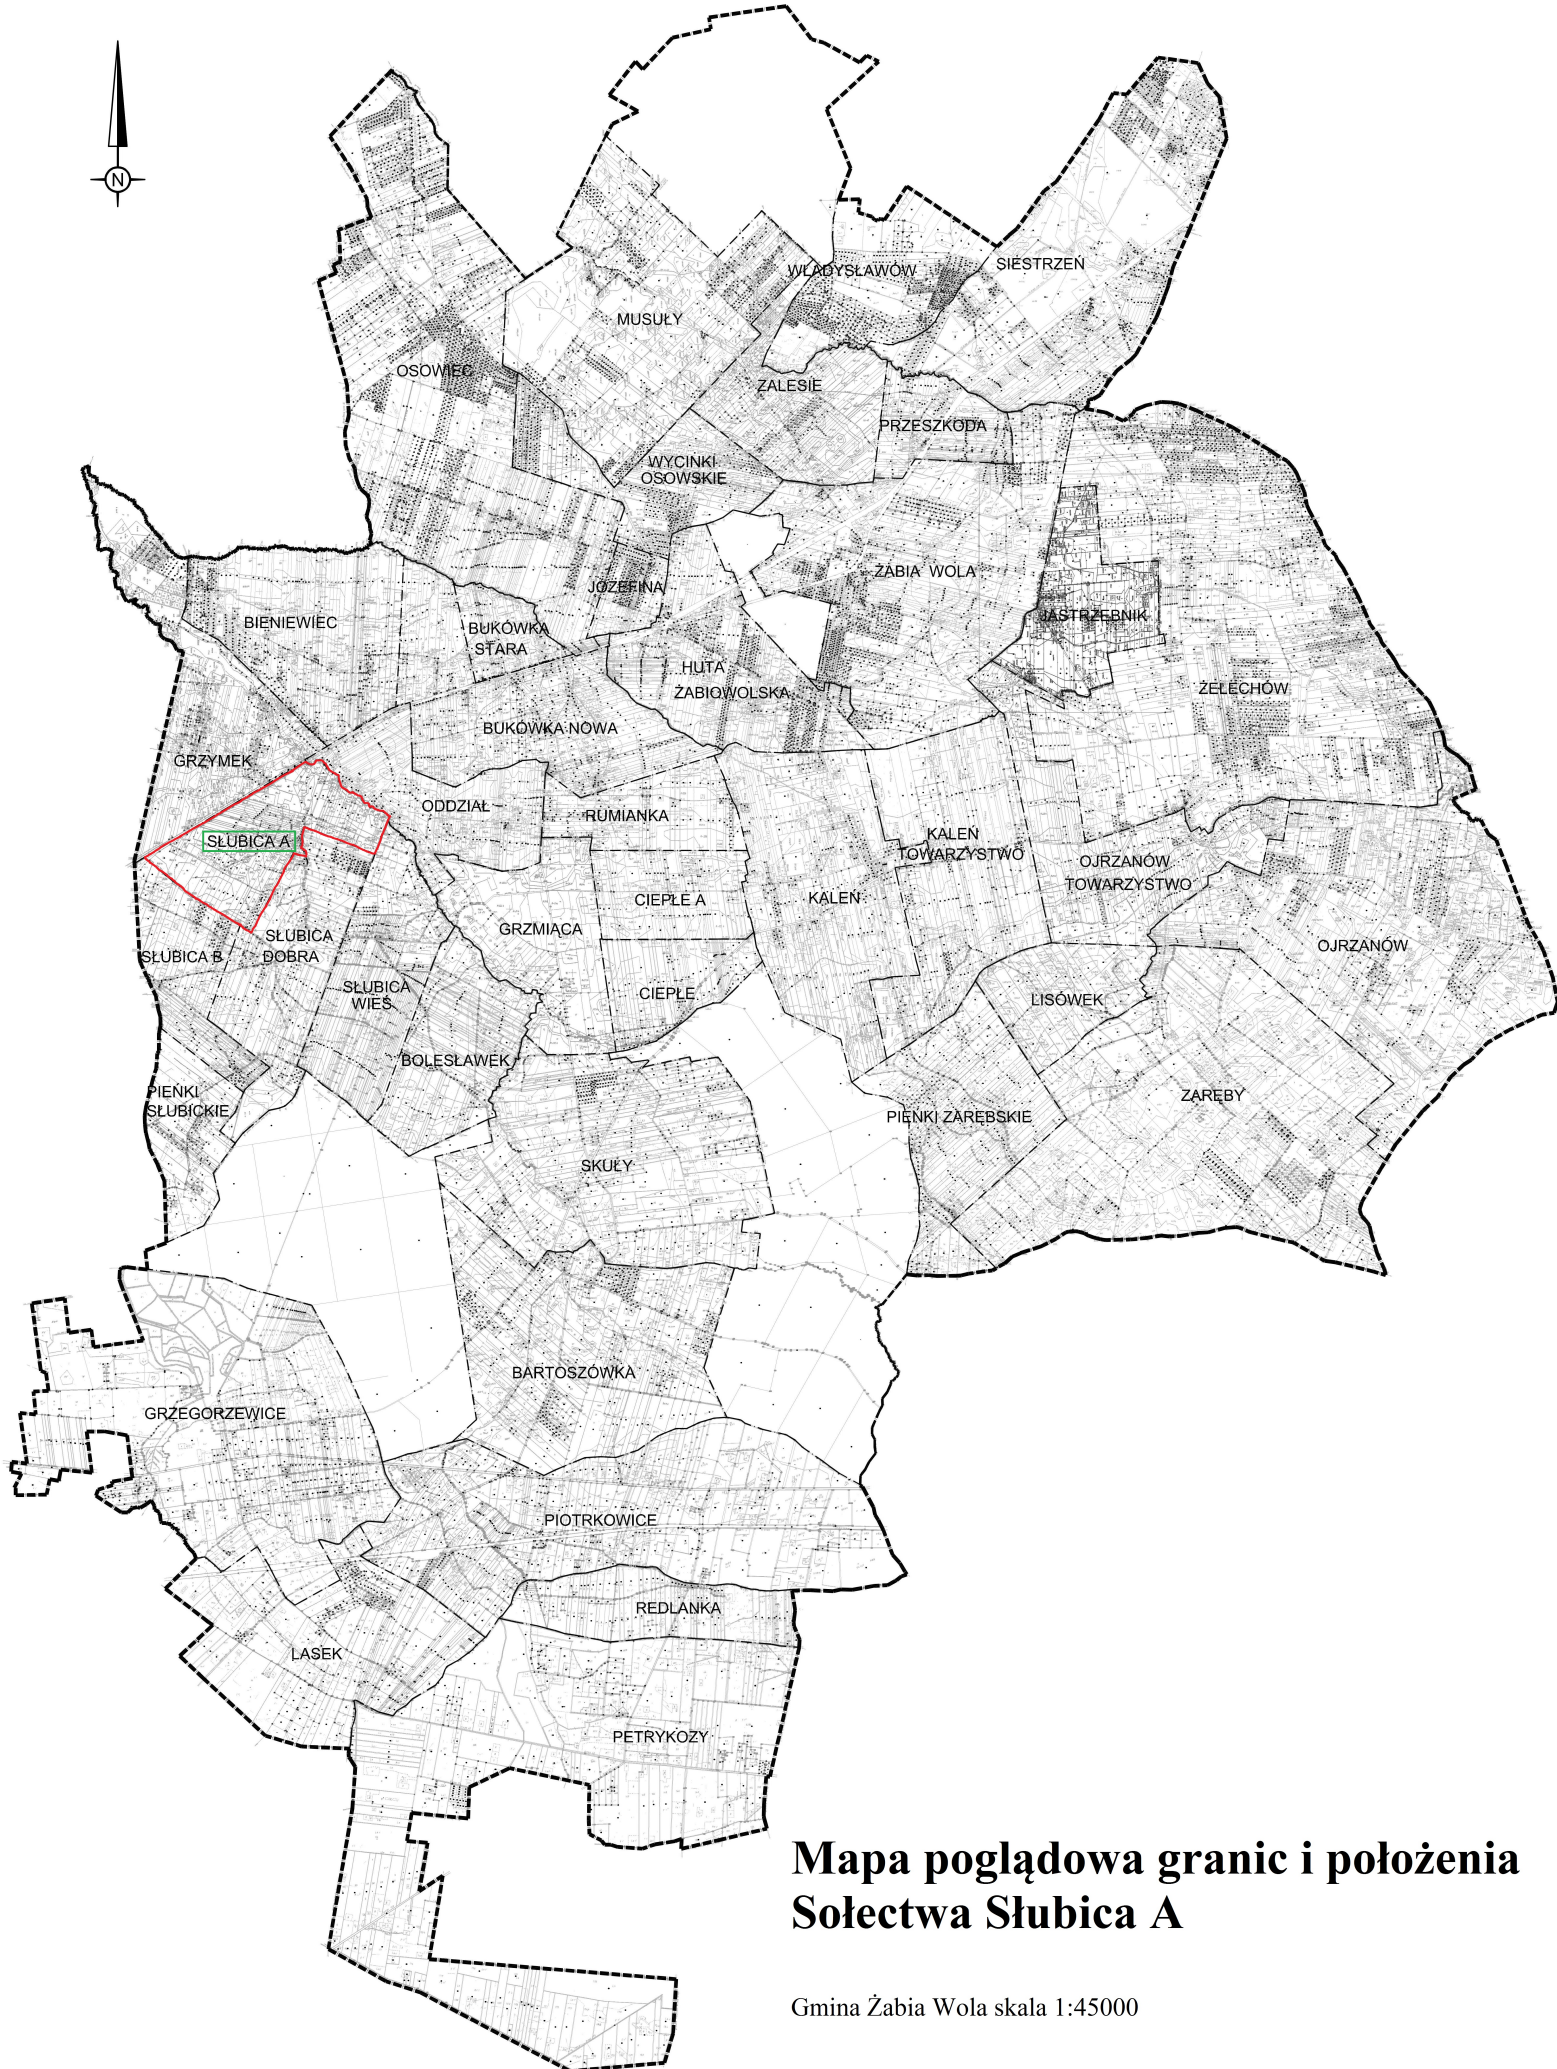 N
WŁADYSŁAWÓW
SIESTRZEŃ
MUSUŁY
OSOWIEC
ZALESIE
PRZESZKODA
WYCINKI
OSOWSKIE
JÓZEFINA
ŻABIA WOLA
JASTRZĘBNIK
BIENIEWIEC
BUKÓWKA
STARA
HUTA
ŻABIOWOLSKA
ŻELECHÓW
BUKÓWKA NOWA
GRZYMEK
ODDZIAŁ
RUMIANKA
SŁUBICA A
KALEŃ
TOWARZYSTWO
OJRZANÓW
TOWARZYSTWO
CIEPŁE A
KALEŃ
GRZMIĄCA
SŁUBICA
DOBRA
SŁUBICA B
OJRZANÓW
SŁUBICA
WIEŚ
CIEPŁE
LISÓWEK
BOLESŁAWEK
PIEŃKI
SŁUBICKIE
ZARĘBY
PIEŃKI ZARĘBSKIE
SKUŁY
BARTOSZÓWKA
GRZEGORZEWICE
PIOTRKOWICE
REDLANKA
LASEK
PETRYKOZY
Mapa poglądowa granic i położenia
Sołectwa Słubica A
Gmina Żabia Wola skala 1:45000